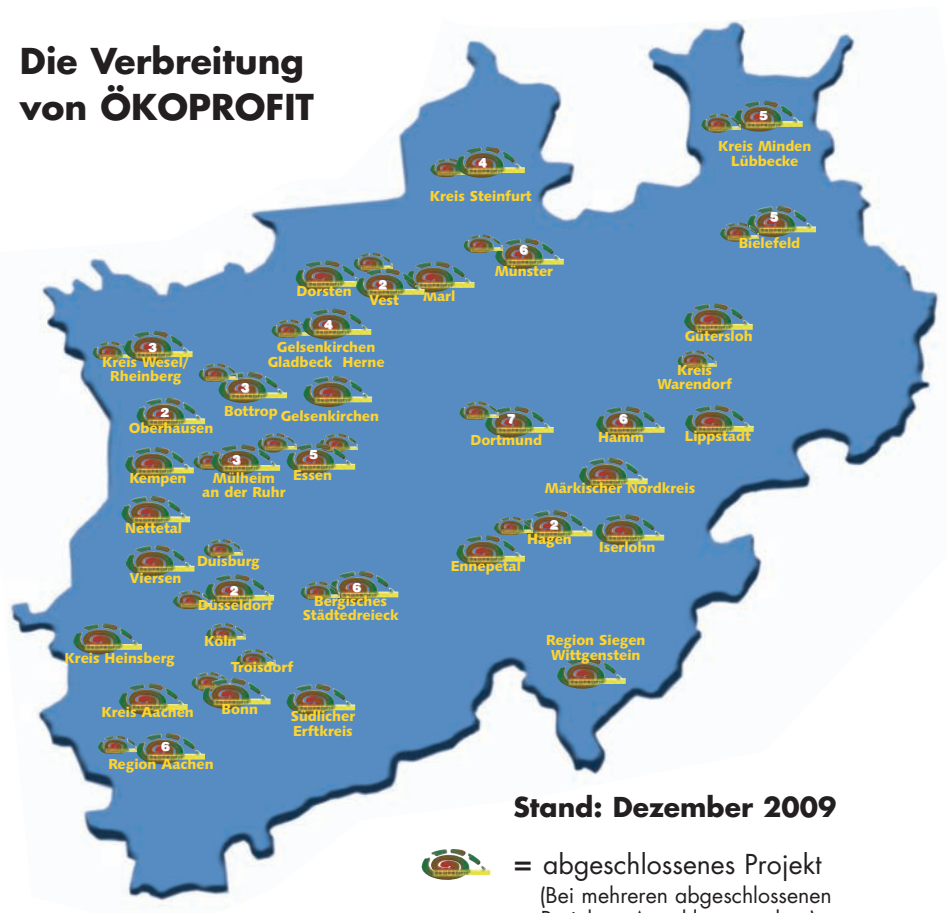 Die Verbreitung
von ÖKOPROFIT
5
Kreis Minden
Lübbecke
4
Kreis Steinfurt
5
Bielefeld
6
Münster
Dorsten
2
Vest
Marl
4
Gelsenkirchen
Gladbeck Herne
Gütersloh
3
Kreis Wesel/
Rheinberg
Kreis
Warendorf
3
Bottrop
Gelsenkirchen
2
Oberhausen
7
Dortmund
6
Hamm
Lippstadt
Kempen
3
Mülheim
an der Ruhr
5
Essen
Märkischer Nordkreis
Nettetal
2
Hagen
Iserlohn
Ennepetal
Duisburg
Viersen
2
Düsseldorf
6
Bergisches
Städtedreieck
Köln
Kreis Heinsberg
Troisdorf
Region Siegen
Wittgenstein
Kreis Aachen
Bonn
Südlicher
Erftkreis
6
Region Aachen
Stand: Dezember 2009
= abgeschlossenes Projekt
(Bei mehreren abgeschlossenen